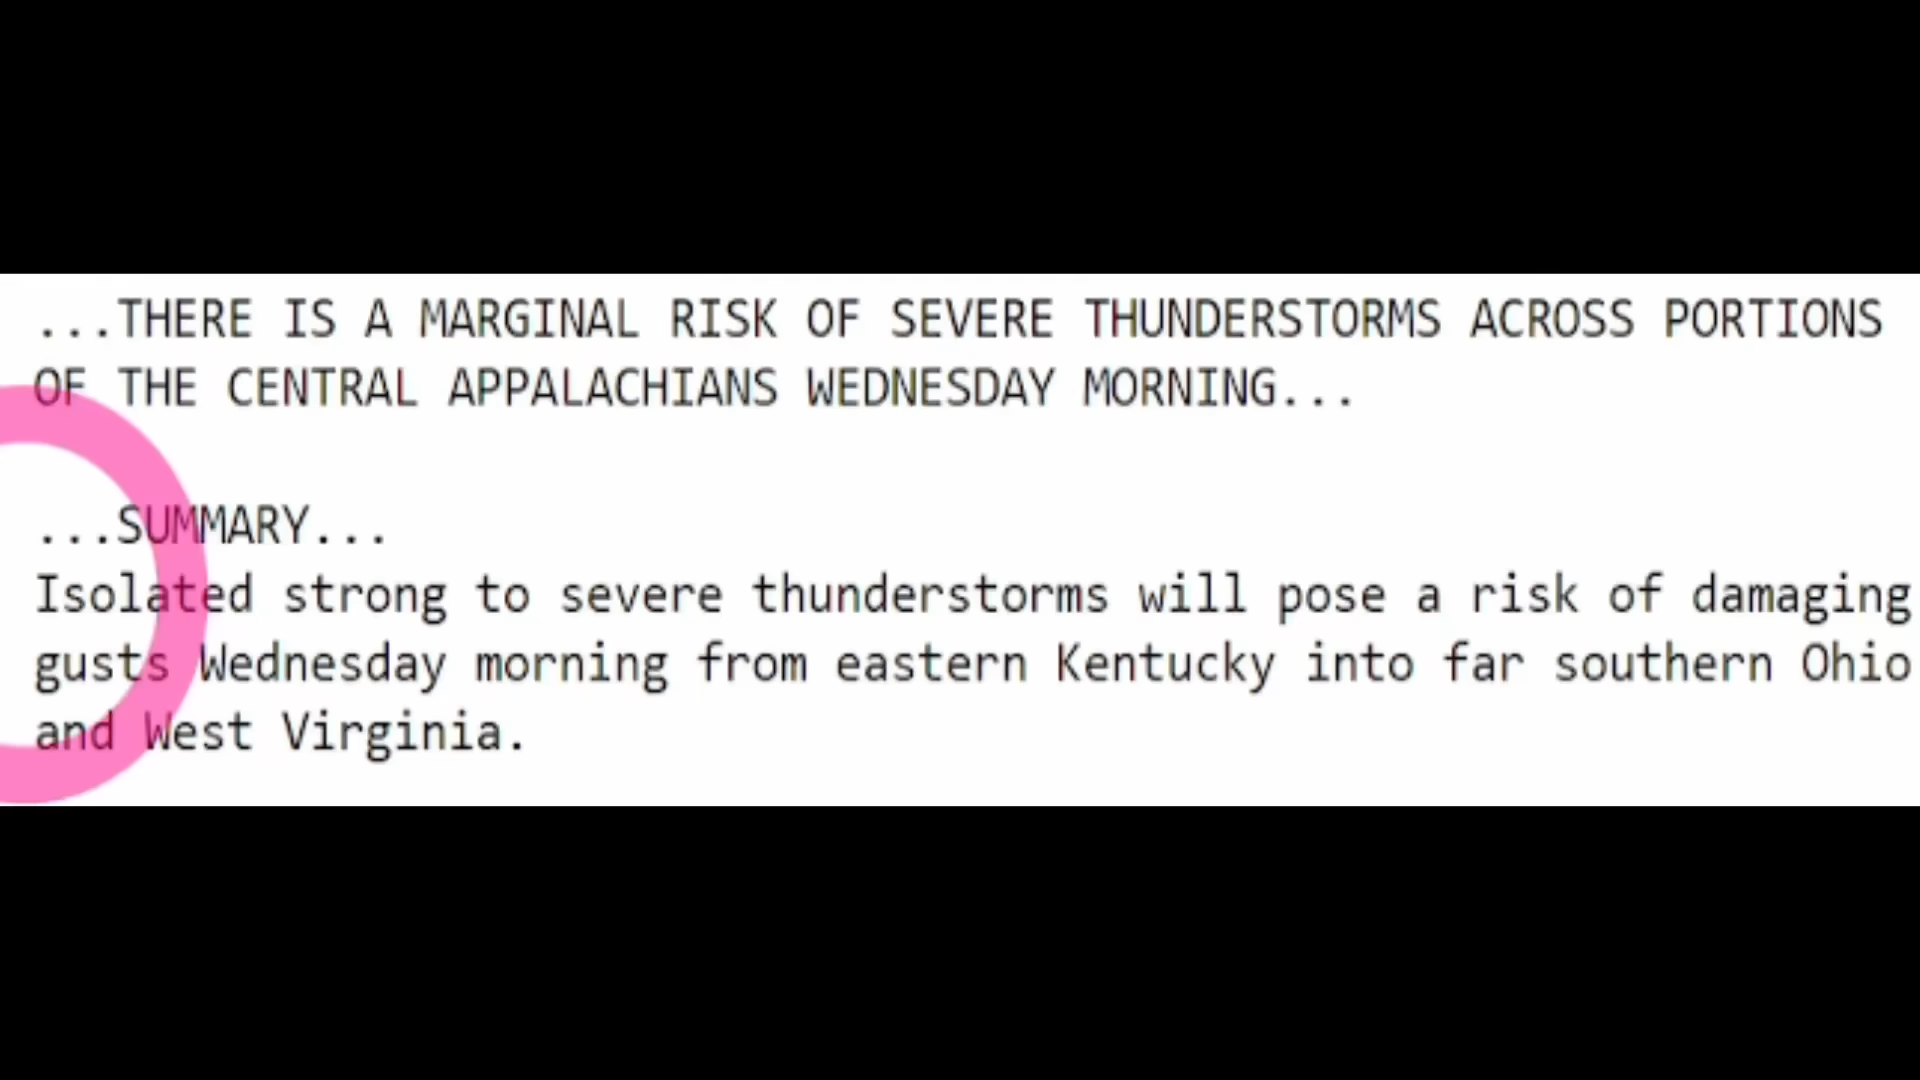 ...THERE IS A MARGINAL RISK OF SEVERE THUNDERSTORMS ACROSS PORTIONS
OF THE CENTRAL APPALACHIANS WEDNESDAY MORNING...
...SUMMARY...
Isolated strong to severe thunderstorms will pose a risk of damaging
gusts Wednesday morning from eastern Kentucky into far southern Ohio
and West Virginia.